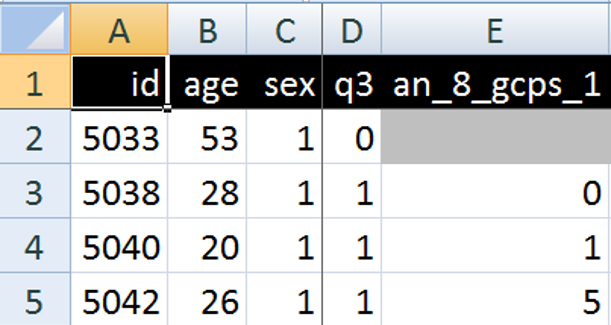 A B C D E
1 id age sex q3 an_8_gcps_1
2 5033 53 1 0
3 5038 28 1 1 0
4 5040 20 1 1 1
5 5042 26 1 1 5